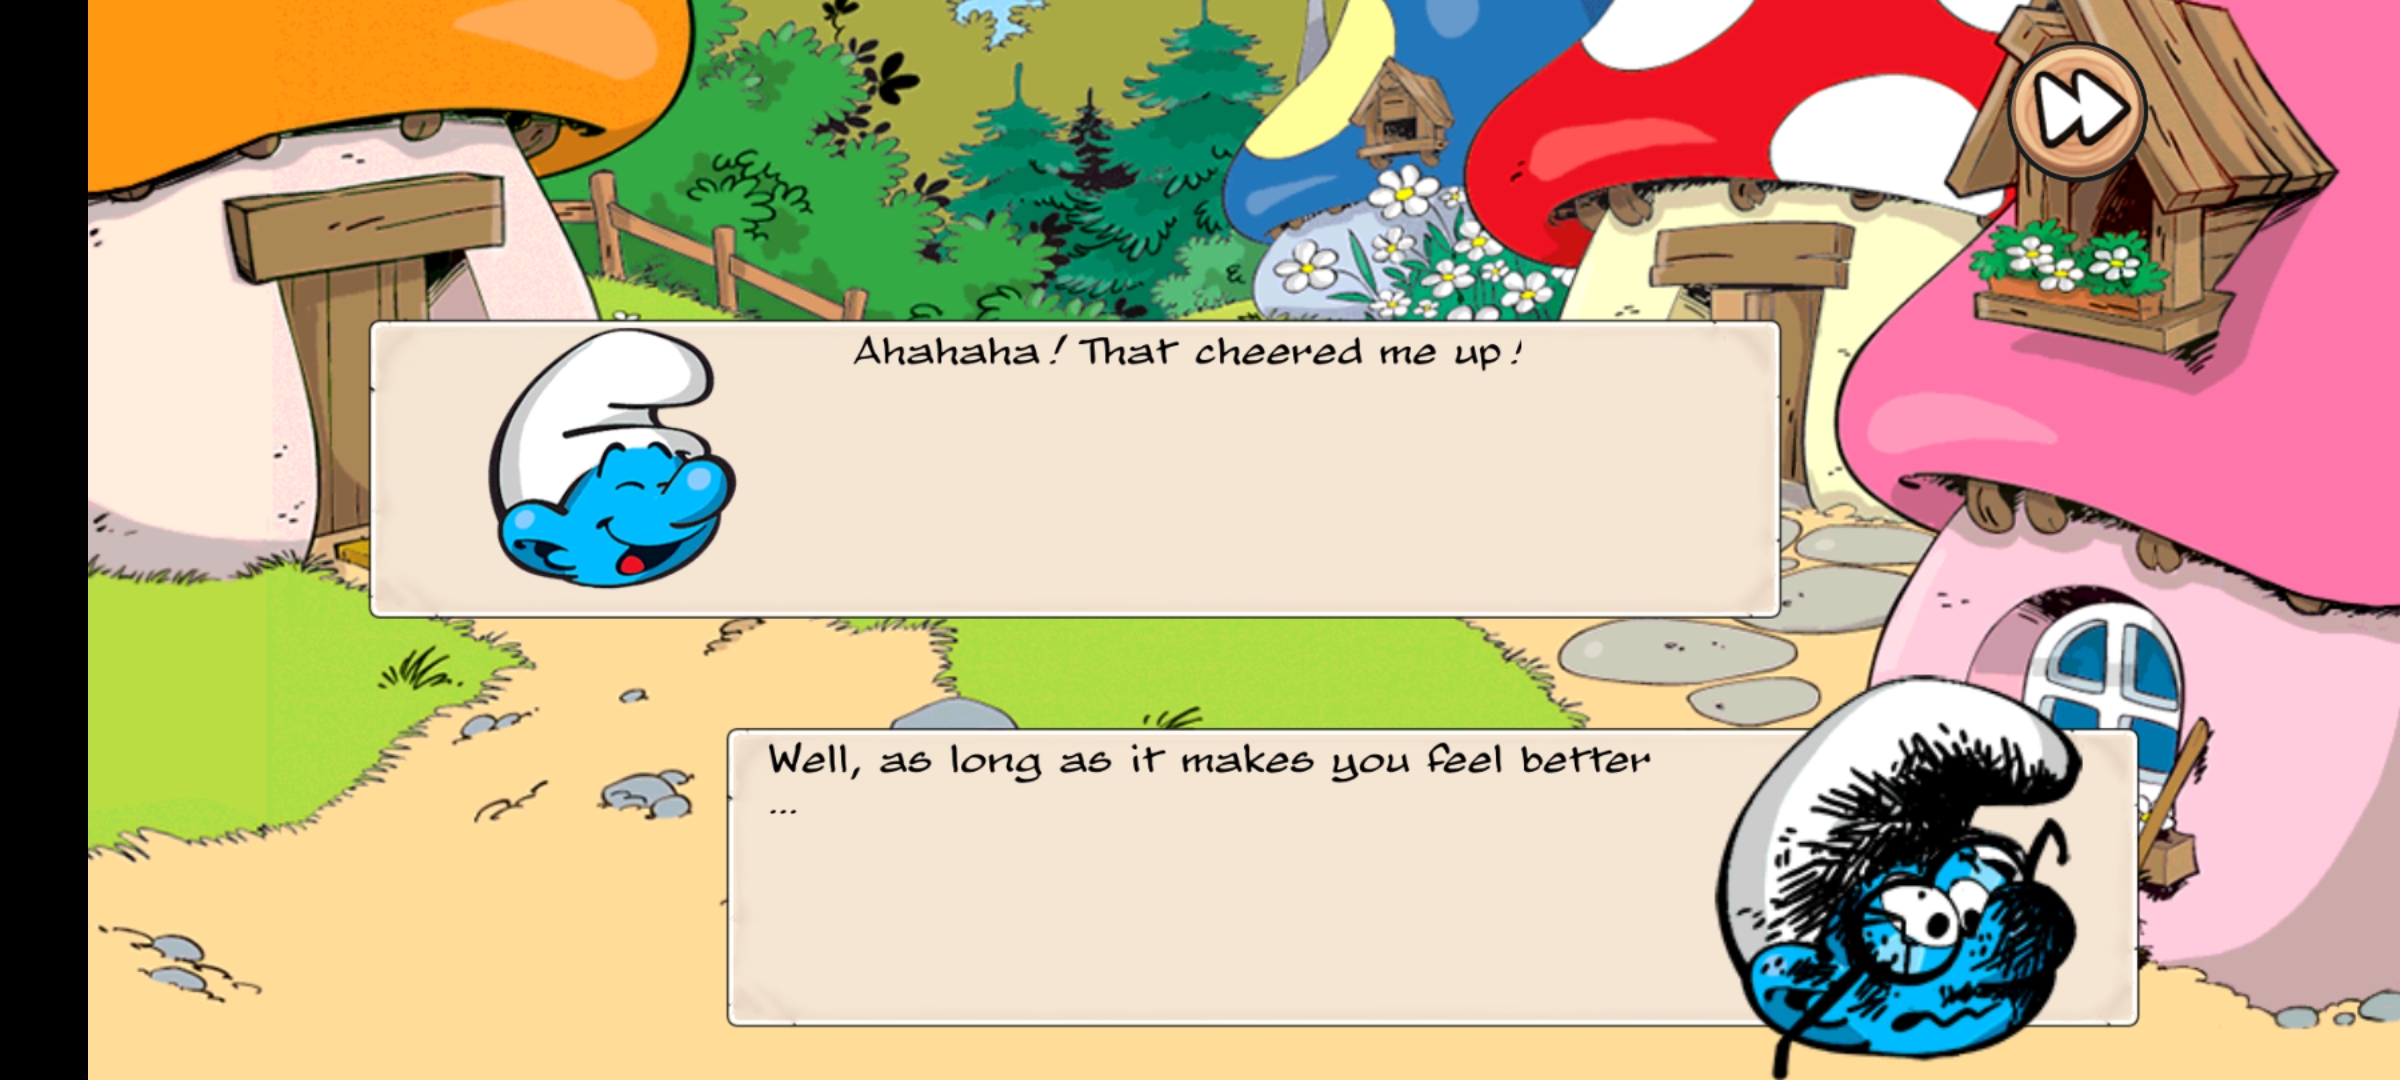 Ahahaha! That cheered me up!
Well, as long as it makes you feel better
...